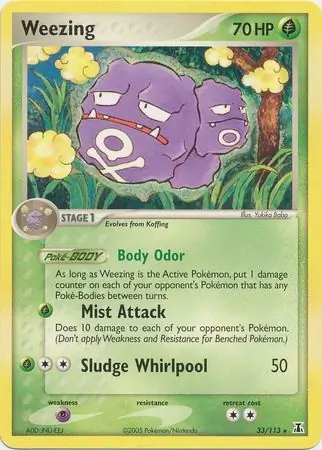 Weezing 70 HP
Illus. Yukiko Baba
STAGE 1
Evolves from Koffing
Poké-BODY Body Odor
As long as Weezing is the Active Pokémon, put 1 damage
counter on each of your opponent's Pokémon that has any
Poké-Bodies between turns.
Mist Attack
Does 10 damage to each of your opponent's Pokémon.
(Don't apply Weakness and Resistance for Benched Pokémon.)
Sludge Whirlpool 50
weakness resistance retreat cost
A0D-JNU-EEJ ©2005 Pokémon/Nintendo 33/113 ★